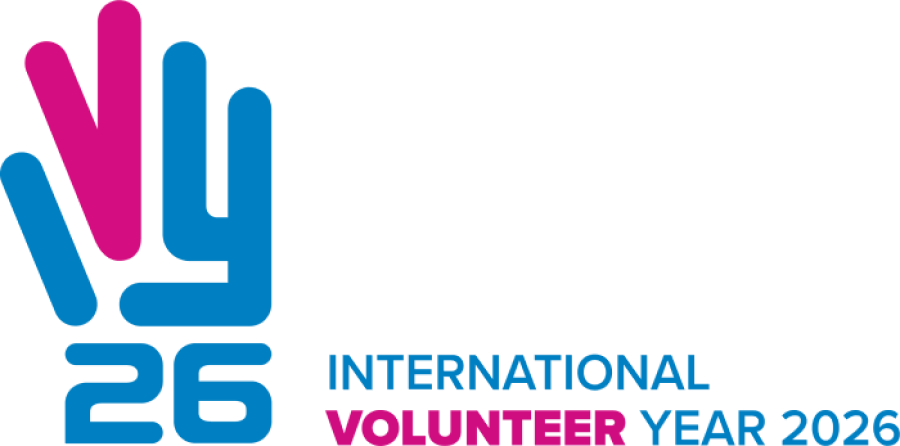 IVY
26
INTERNATIONAL
VOLUNTEER YEAR 2026